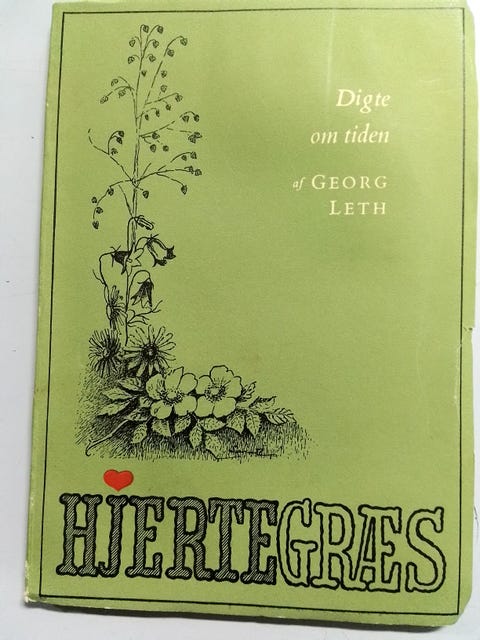 Digte
om tiden
af GEORG
LETH
HJERTEGRÆS